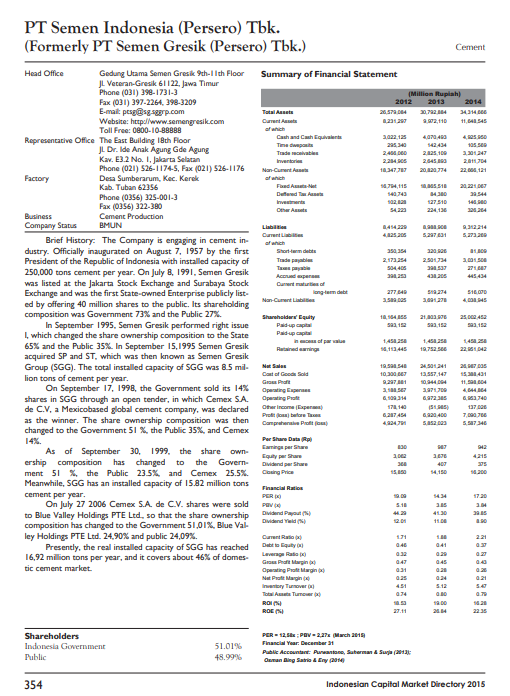 PT Semen Indonesia (Persero) Tbk.
(Formerly PT Semen Gresik (Persero) Tbk.)
Cement
Head Office Gedung Utama Semen Gresik 9th-11th Floor
Jl. Veteran-Gresik 61122, Jawa Timur
Phone (031) 398-1731-3
Fax (031) 397-2264, 398-3209
E-mail: ptsg@sg.sggrp.com
Website: http://www.semengresik.com
Toll Free: 0800-10-88888
Representative Office The East Building 18th Floor
Jl. Dr. Ide Anak Agung Gde Agung
Kav. E3.2 No. 1, Jakarta Selatan
Phone (021) 526-1174-5, Fax (021) 526-1176
Factory Desa Sumberarum, Kec. Kerek
Kab. Tuban 62356
Phone (0356) 325-001-3
Fax (0356) 322-380
Business Cement Production
Company Status BMUN
Brief History: The Company is engaging in cement in-
dustry. Officially inaugurated on August 7, 1957 by the first
President of the Republic of Indonesia with installed capacity of
250,000 tons cement per year. On July 8, 1991, Semen Gresik
was listed at the Jakarta Stock Exchange and Surabaya Stock
Exchange and was the first State-owned Enterprise publicly list-
ed by offering 40 million shares to the public. Its shareholding
composition was Government 73% and the Public 27%.
In September 1995, Semen Gresik performed right issue
I, which changed the share ownership composition to the State
65% and the Public 35%. In September 15,1995 Semen Gresik
acquired SP and ST, which was then known as Semen Gresik
Group (SGG). The total installed capacity of SGG was 8.5 mil-
lion tons of cement per year.
On September 17, 1998, the Government sold its 14%
shares in SGG through an open tender, in which Cemex S.A.
de C.V, a Mexicobased global cement company, was declared
as the winner. The share ownership composition was then
changed to the Government 51 %, the Public 35%, and Cemex
14%.
As of September 30, 1999, the share own-
ership composition has changed to the Govern-
ment 51 %, the Public 23.5%, and Cemex 25.5%.
Meanwhile, SGG has an installed capacity of 15.82 million tons
cement per year.
On July 27 2006 Cemex S.A. de C.V. shares were sold
to Blue Valley Holdings PTE Ltd., so that the share ownership
composition has changed to the Government 51,01%, Blue Val-
ley Holdings PTE Ltd. 24,90% and public 24,09%.
Presently, the real installed capacity of SGG has reached
16,92 million tons per year, and it covers about 46% of domes-
tic cement market.
Shareholders
Indonesia Government 51.01%
Public 48.99%
Summary of Financial Statement
(Million Rupiah)
2012 2013 2014
Total Assets 26,579,084 30,792,884 34,314,666
Current Assets 8,231,297 9,972,110 11,648,545
of which
Cash and Cash Equivalents 3,022,125 4,070,493 4,925,950
Time deposits 295,340 142,434 105,569
Trade receivables 2,466,060 2,825,109 3,301,247
Inventories 2,284,905 2,645,893 2,811,704
Non-Current Assets 18,347,787 20,820,774 22,666,121
of which
Fixed Assets-Net 16,794,115 18,865,518 20,221,067
Deffered Tax Assets 140,743 84,380 39,544
Investments 102,828 127,510 146,980
Other Assets 54,223 224,136 326,264
Liabilities 8,414,229 8,988,908 9,312,214
Current Liabilities 4,825,205 5,297,631 5,273,269
of which
Short-term debts 350,354 320,926 81,809
Trade payables 2,173,254 2,501,734 3,031,508
Taxes payable 504,405 398,537 271,687
Accrued expenses 398,253 438,205 445,434
Current maturities of
long-term debt 277,649 519,274 516,070
Non-Current Liabilities 3,589,025 3,691,278 4,038,945
Shareholders' Equity 18,164,855 21,803,976 25,002,452
Paid-up capital 593,152 593,152 593,152
Paid-up capital
in excess of par value 1,458,258 1,458,258 1,458,258
Retained earnings 16,113,445 19,752,566 22,951,042
Net Sales 19,598,248 24,501,241 26,987,035
Cost of Goods Sold 10,300,667 13,557,147 15,388,431
Gross Profit 9,297,581 10,944,094 11,598,604
Operating Expenses 3,188,567 3,971,709 4,644,864
Operating Profit 6,109,314 6,972,385 6,953,740
Other Income (Expenses) 178,140 (51,985) 137,026
Profit (loss) before Taxes 6,287,454 6,920,400 7,090,766
Comprehensive Profit (loss) 4,924,791 5,852,023 5,587,346
Per Share Data (Rp)
Earnings per Share 830 987 942
Equity per Share 3,062 3,676 4,215
Dividend per Share 368 407 375
Closing Price 15,850 14,150 16,200
Financial Ratios
PER (x) 19.09 14.34 17.20
PBV (x) 5.18 3.85 3.84
Dividend Payout (%) 44.29 41.30 39.85
Dividend Yield (%) 12.01 11.08 8.90
Current Ratio (x) 1.71 1.88 2.21
Debt to Equity (x) 0.46 0.41 0.37
Leverage Ratio (x) 0.32 0.29 0.27
Gross Profit Margin (x) 0.47 0.45 0.43
Operating Profit Margin (x) 0.31 0.28 0.26
Net Profit Margin (x) 0.25 0.24 0.21
Inventory Turnover (x) 4.51 5.12 5.47
Total Assets Turnover (x) 0.74 0.80 0.79
ROI (%) 18.53 19.00 16.28
ROE (%) 27.11 26.84 22.35
PER = 12,58x ; PBV = 2,27x (March 2015)
Financial Year: December 31
Public Accountant: Purwantono, Suherman & Surja (2013);
Osman Bing Satrio & Eny (2014)
354
Indonesian Capital Market Directory 2015